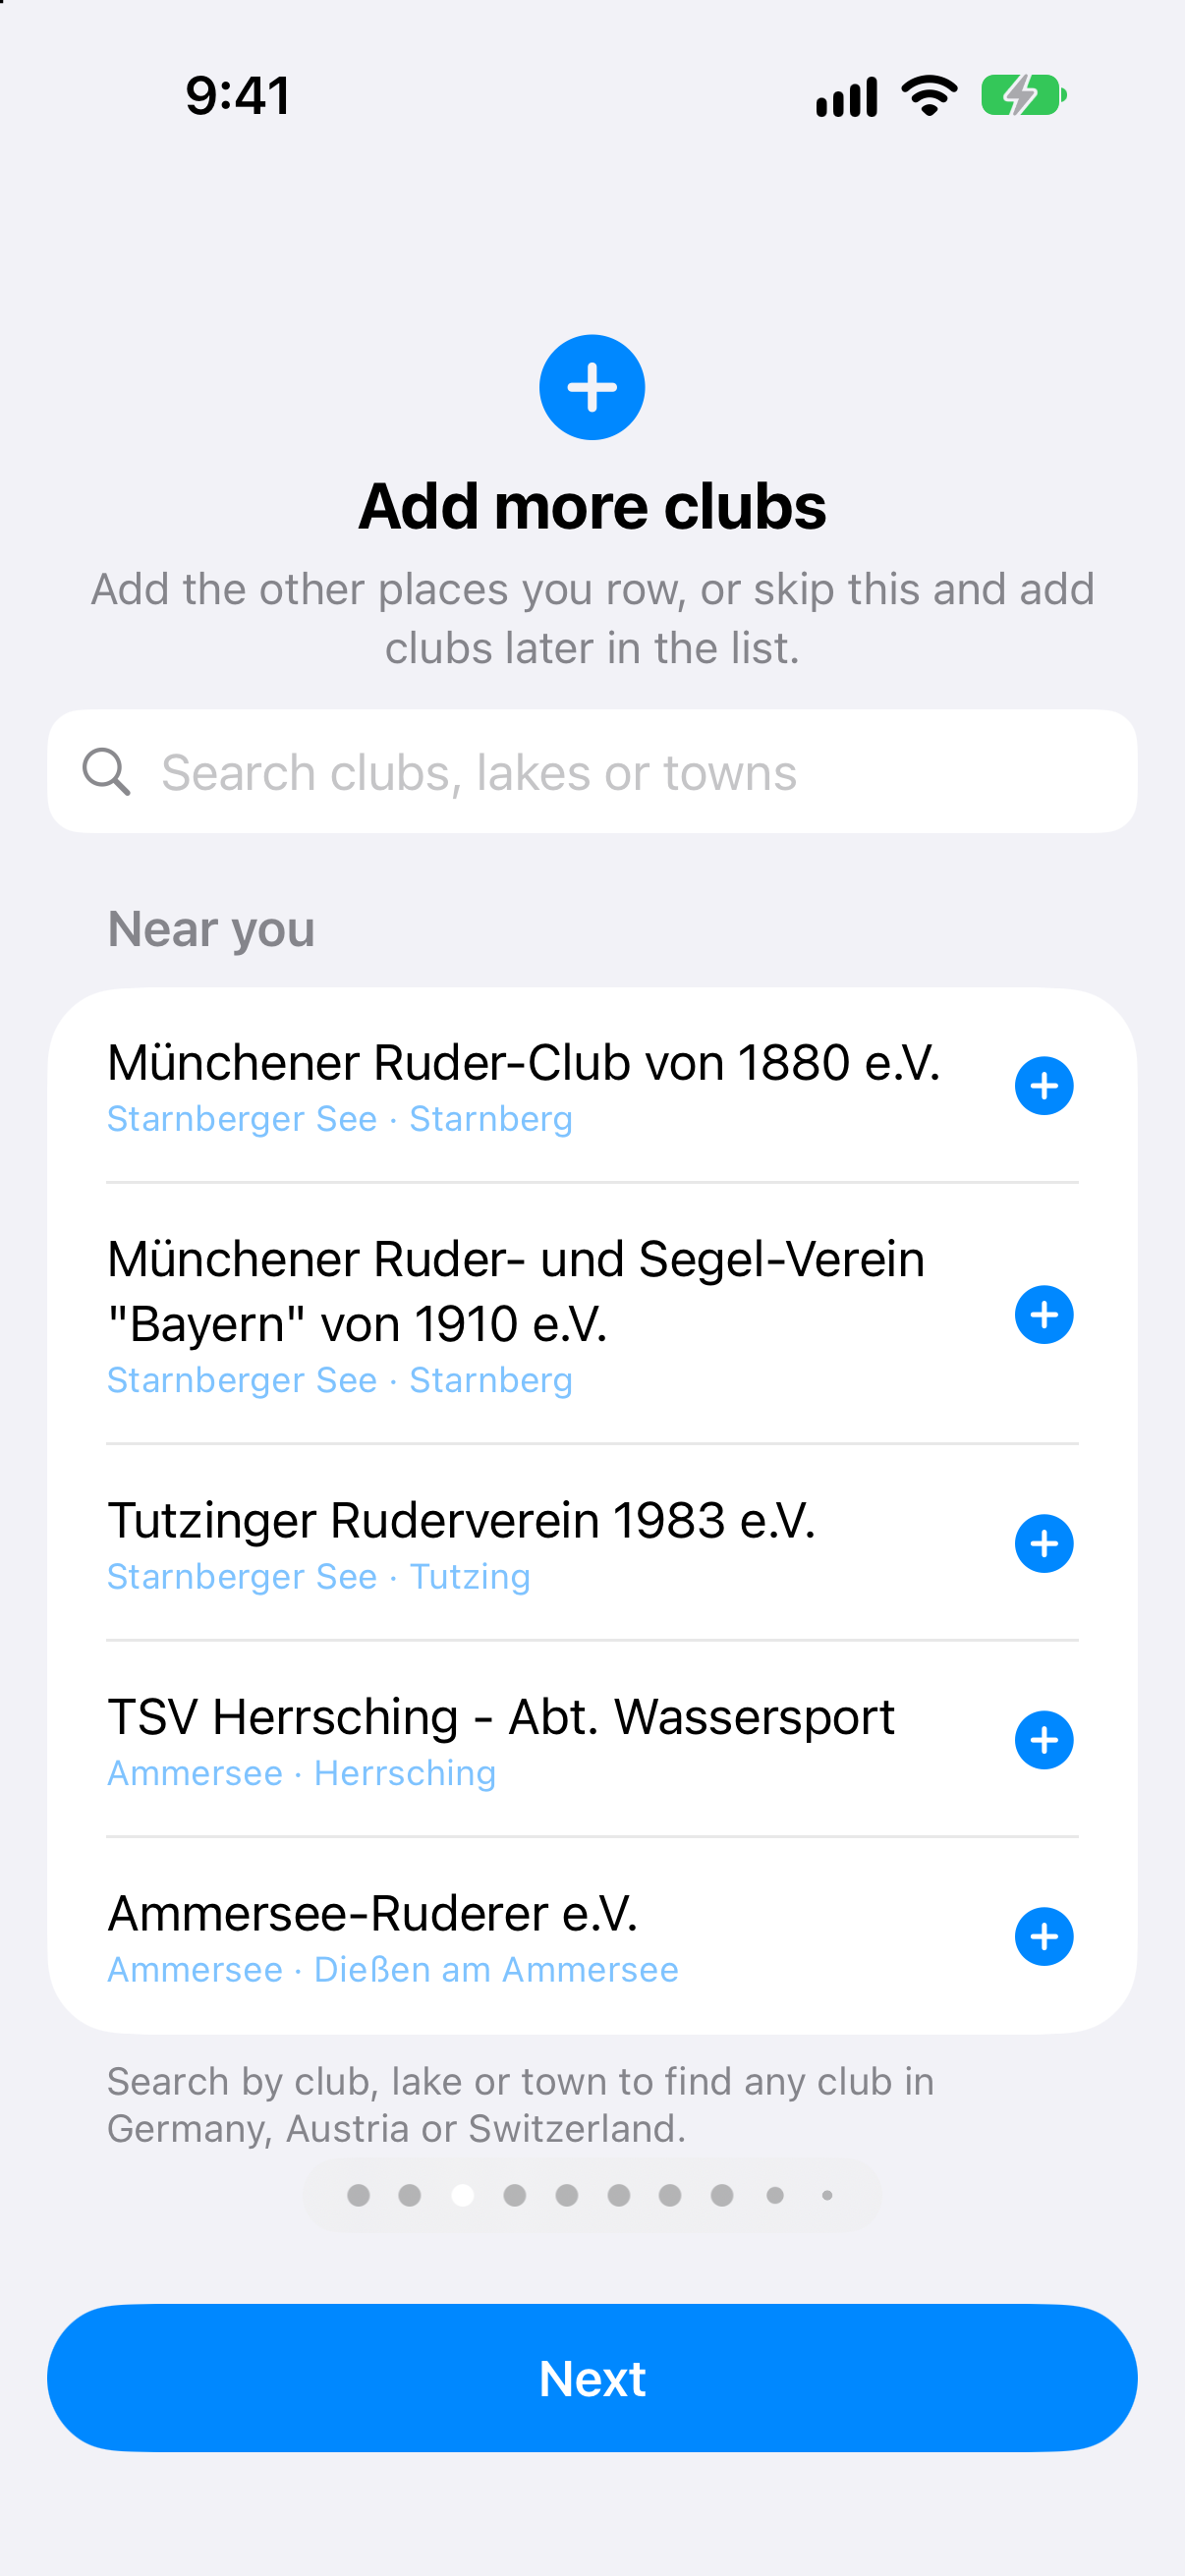 9:41
Add more clubs
Add the other places you row, or skip this and add
clubs later in the list.
Search clubs, lakes or towns
Near you
Münchener Ruder-Club von 1880 e.V.
Starnberger See · Starnberg
Münchener Ruder- und Segel-Verein
"Bayern" von 1910 e.V.
Starnberger See · Starnberg
Tutzinger Ruderverein 1983 e.V.
Starnberger See · Tutzing
TSV Herrsching - Abt. Wassersport
Ammersee · Herrsching
Ammersee-Ruderer e.V.
Ammersee · Dießen am Ammersee
Search by club, lake or town to find any club in
Germany, Austria or Switzerland.
Next